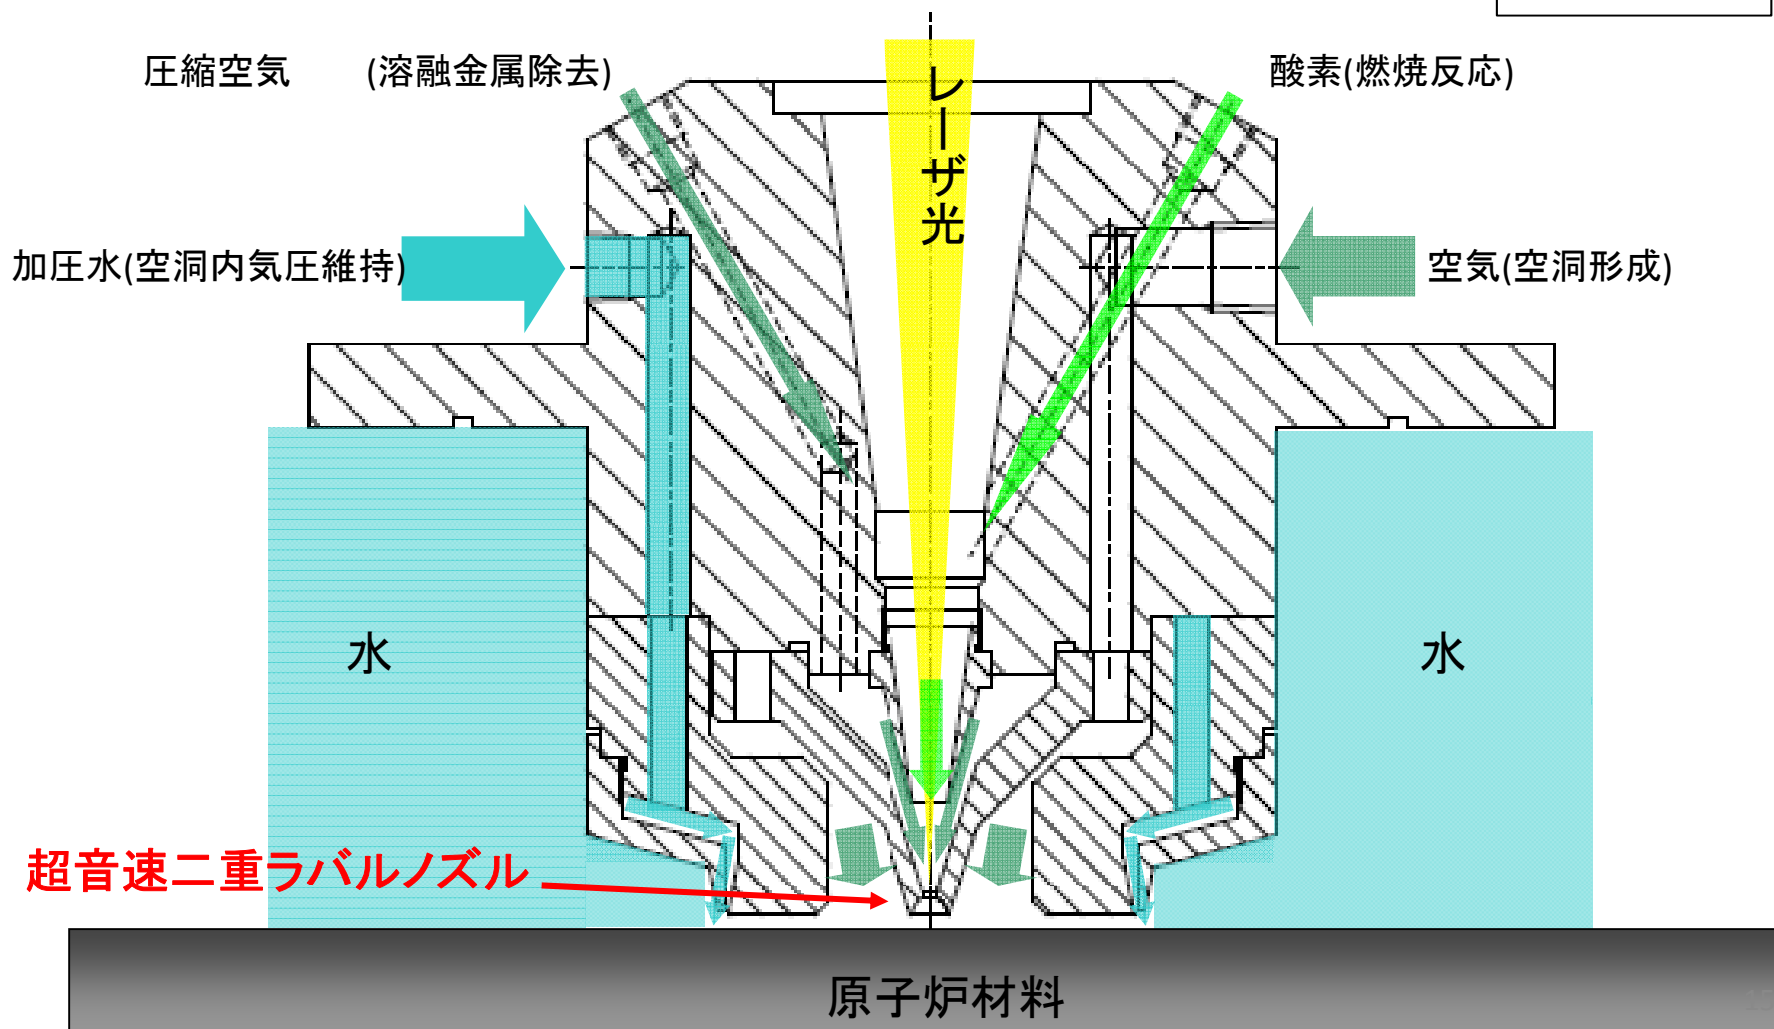 圧縮空気 (溶融金属除去)
酸素(燃焼反応)
レーザ光
加圧水(空洞内気圧維持)
空気(空洞形成)
水
水
超音速二重ラバルノズル
原子炉材料